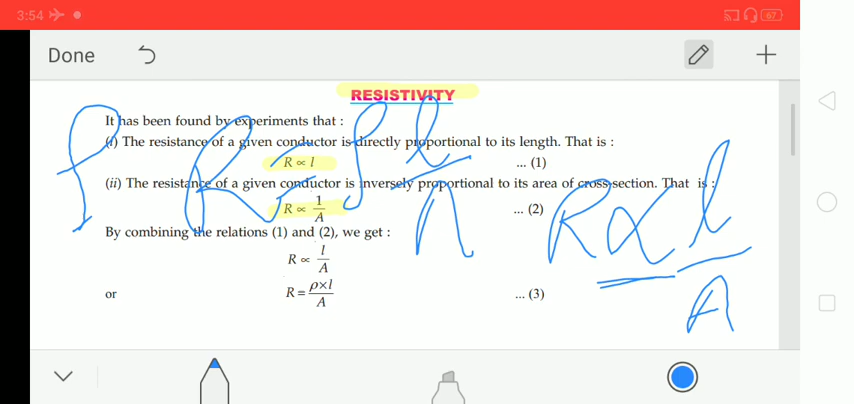 3:54
67
Done
RESISTIVITY
It has been found by experiments that :
(i) The resistance of a given conductor is directly proportional to its length. That is :
R ∝ l ... (1)
(ii) The resistance of a given conductor is inversely proportional to its area of cross-section. That is :
R ∝ 1/A ... (2)
By combining the relations (1) and (2), we get :
R ∝ l/A
or R = ρ×l/A ... (3)
ρ
R = ρ l/A
R ∝ l/A